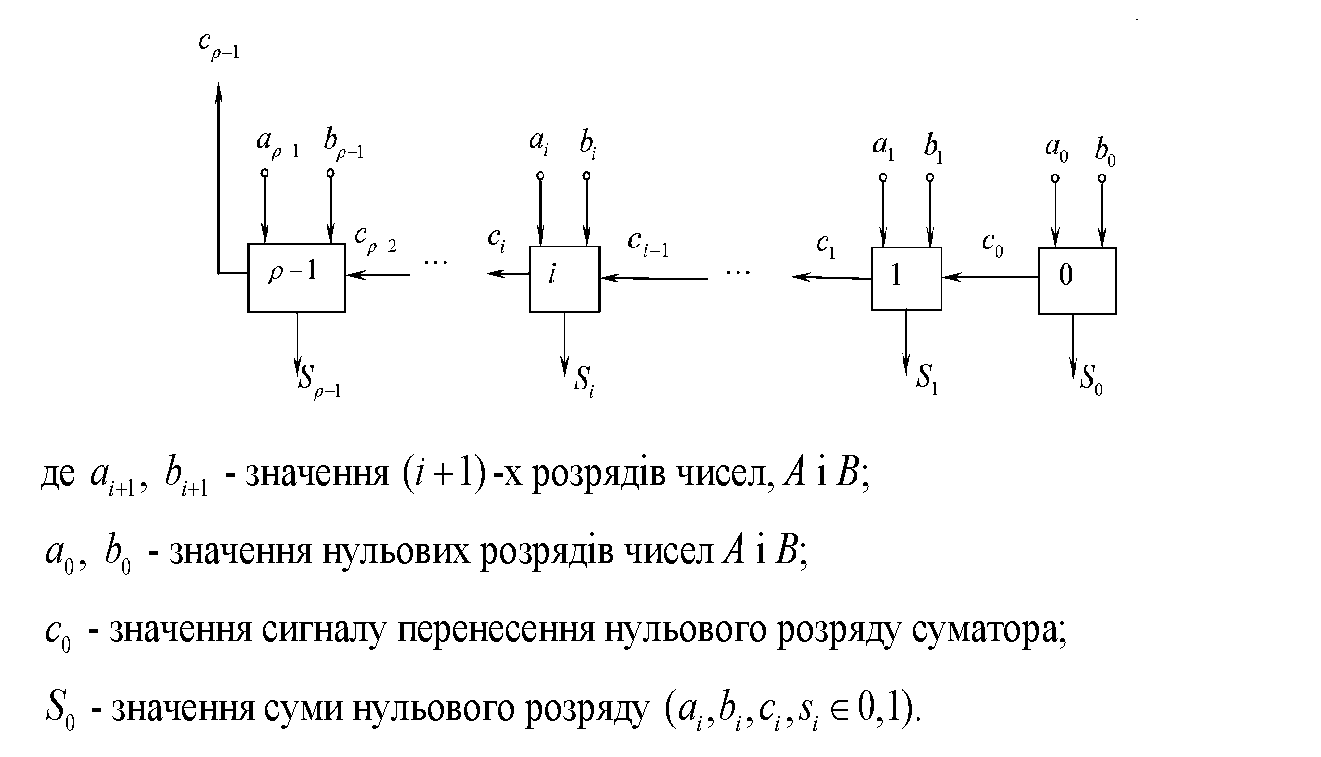 c_{ρ−1}
a_{ρ 1} b_{ρ−1} a_i b_i a_1 b_1 a_0 b_0
c_{ρ 2} ... c_i c_{i−1} ... c_1 c_0
ρ−1 i 1 0
S_{ρ−1} S_i S_1 S_0
де a_{i+1}, b_{i+1} - значення (i+1)-х розрядів чисел, A і B;
a_0, b_0 - значення нульових розрядів чисел A і B;
c_0 - значення сигналу перенесення нульового розряду суматора;
S_0 - значення суми нульового розряду (a_i,b_i,c_i,s_i ∈ 0,1).